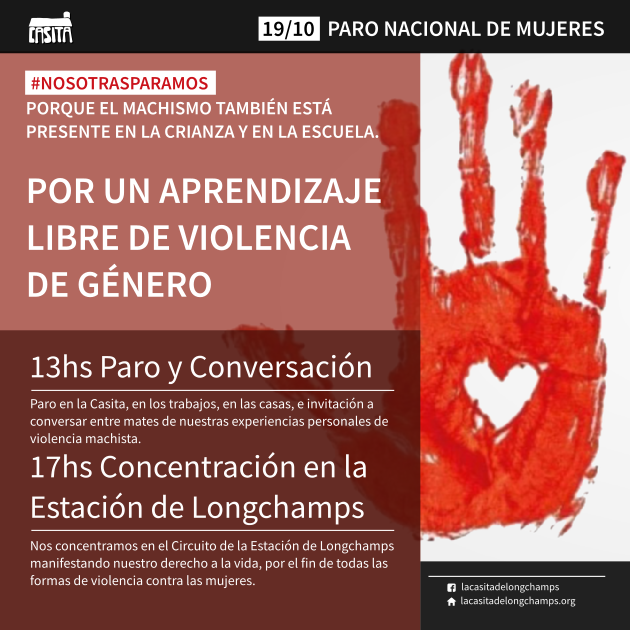 CASITA
19/10 PARO NACIONAL DE MUJERES
#NOSOTRASPARAMOS
PORQUE EL MACHISMO TAMBIÉN ESTÁ
PRESENTE EN LA CRIANZA Y EN LA ESCUELA.
POR UN APRENDIZAJE
LIBRE DE VIOLENCIA
DE GÉNERO
13hs Paro y Conversación
Paro en la Casita, en los trabajos, en las casas, e invitación a
conversar entre mates de nuestras experiencias personales de
violencia machista.
17hs Concentración en la
Estación de Longchamps
Nos concentramos en el Circuito de la Estación de Longchamps
manifestando nuestro derecho a la vida, por el fin de todas las
formas de violencia contra las mujeres.
lacasitadelongchamps
lacasitadelongchamps.org